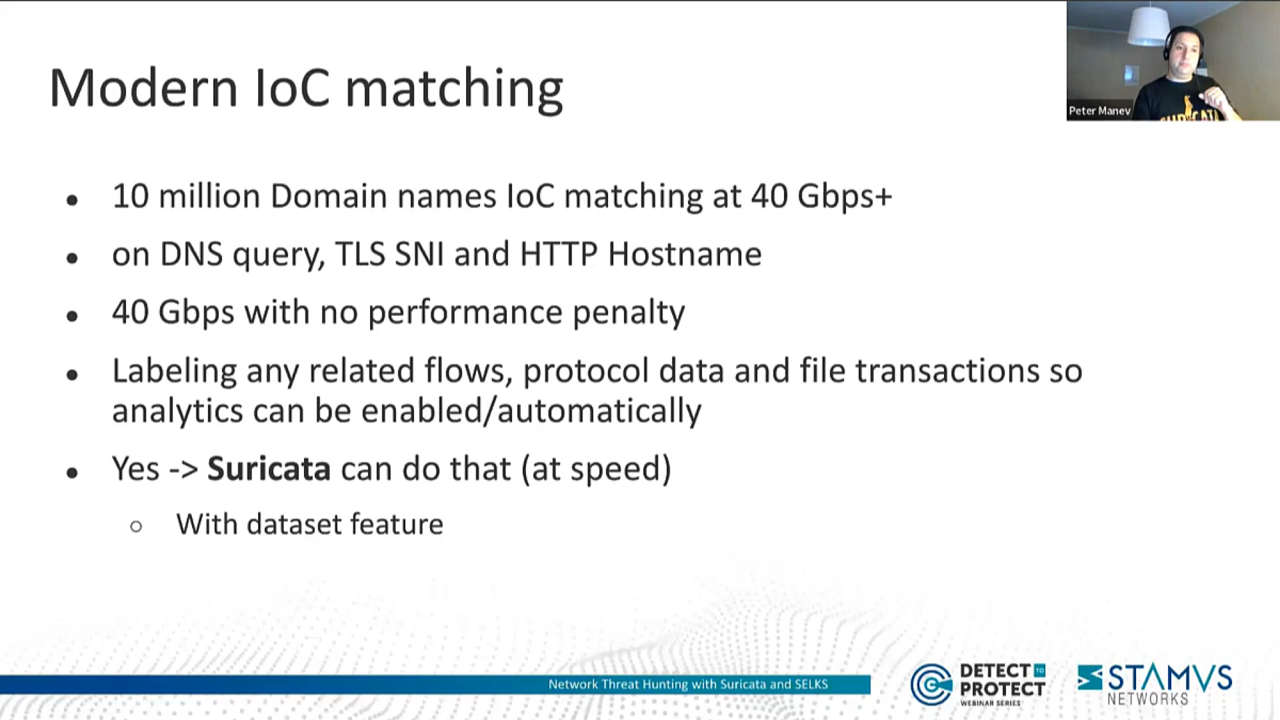 Modern IoC matching
Peter Manev
10 million Domain names IoC matching at 40 Gbps+
on DNS query, TLS SNI and HTTP Hostname
40 Gbps with no performance penalty
Labeling any related flows, protocol data and file transactions so
analytics can be enabled/automatically
Yes -> Suricata can do that (at speed)
With dataset feature
Network Threat Hunting with Suricata and SELKS
DETECT TO
PROTECT
WEBINAR SERIES
STAMVS
NETWORKS